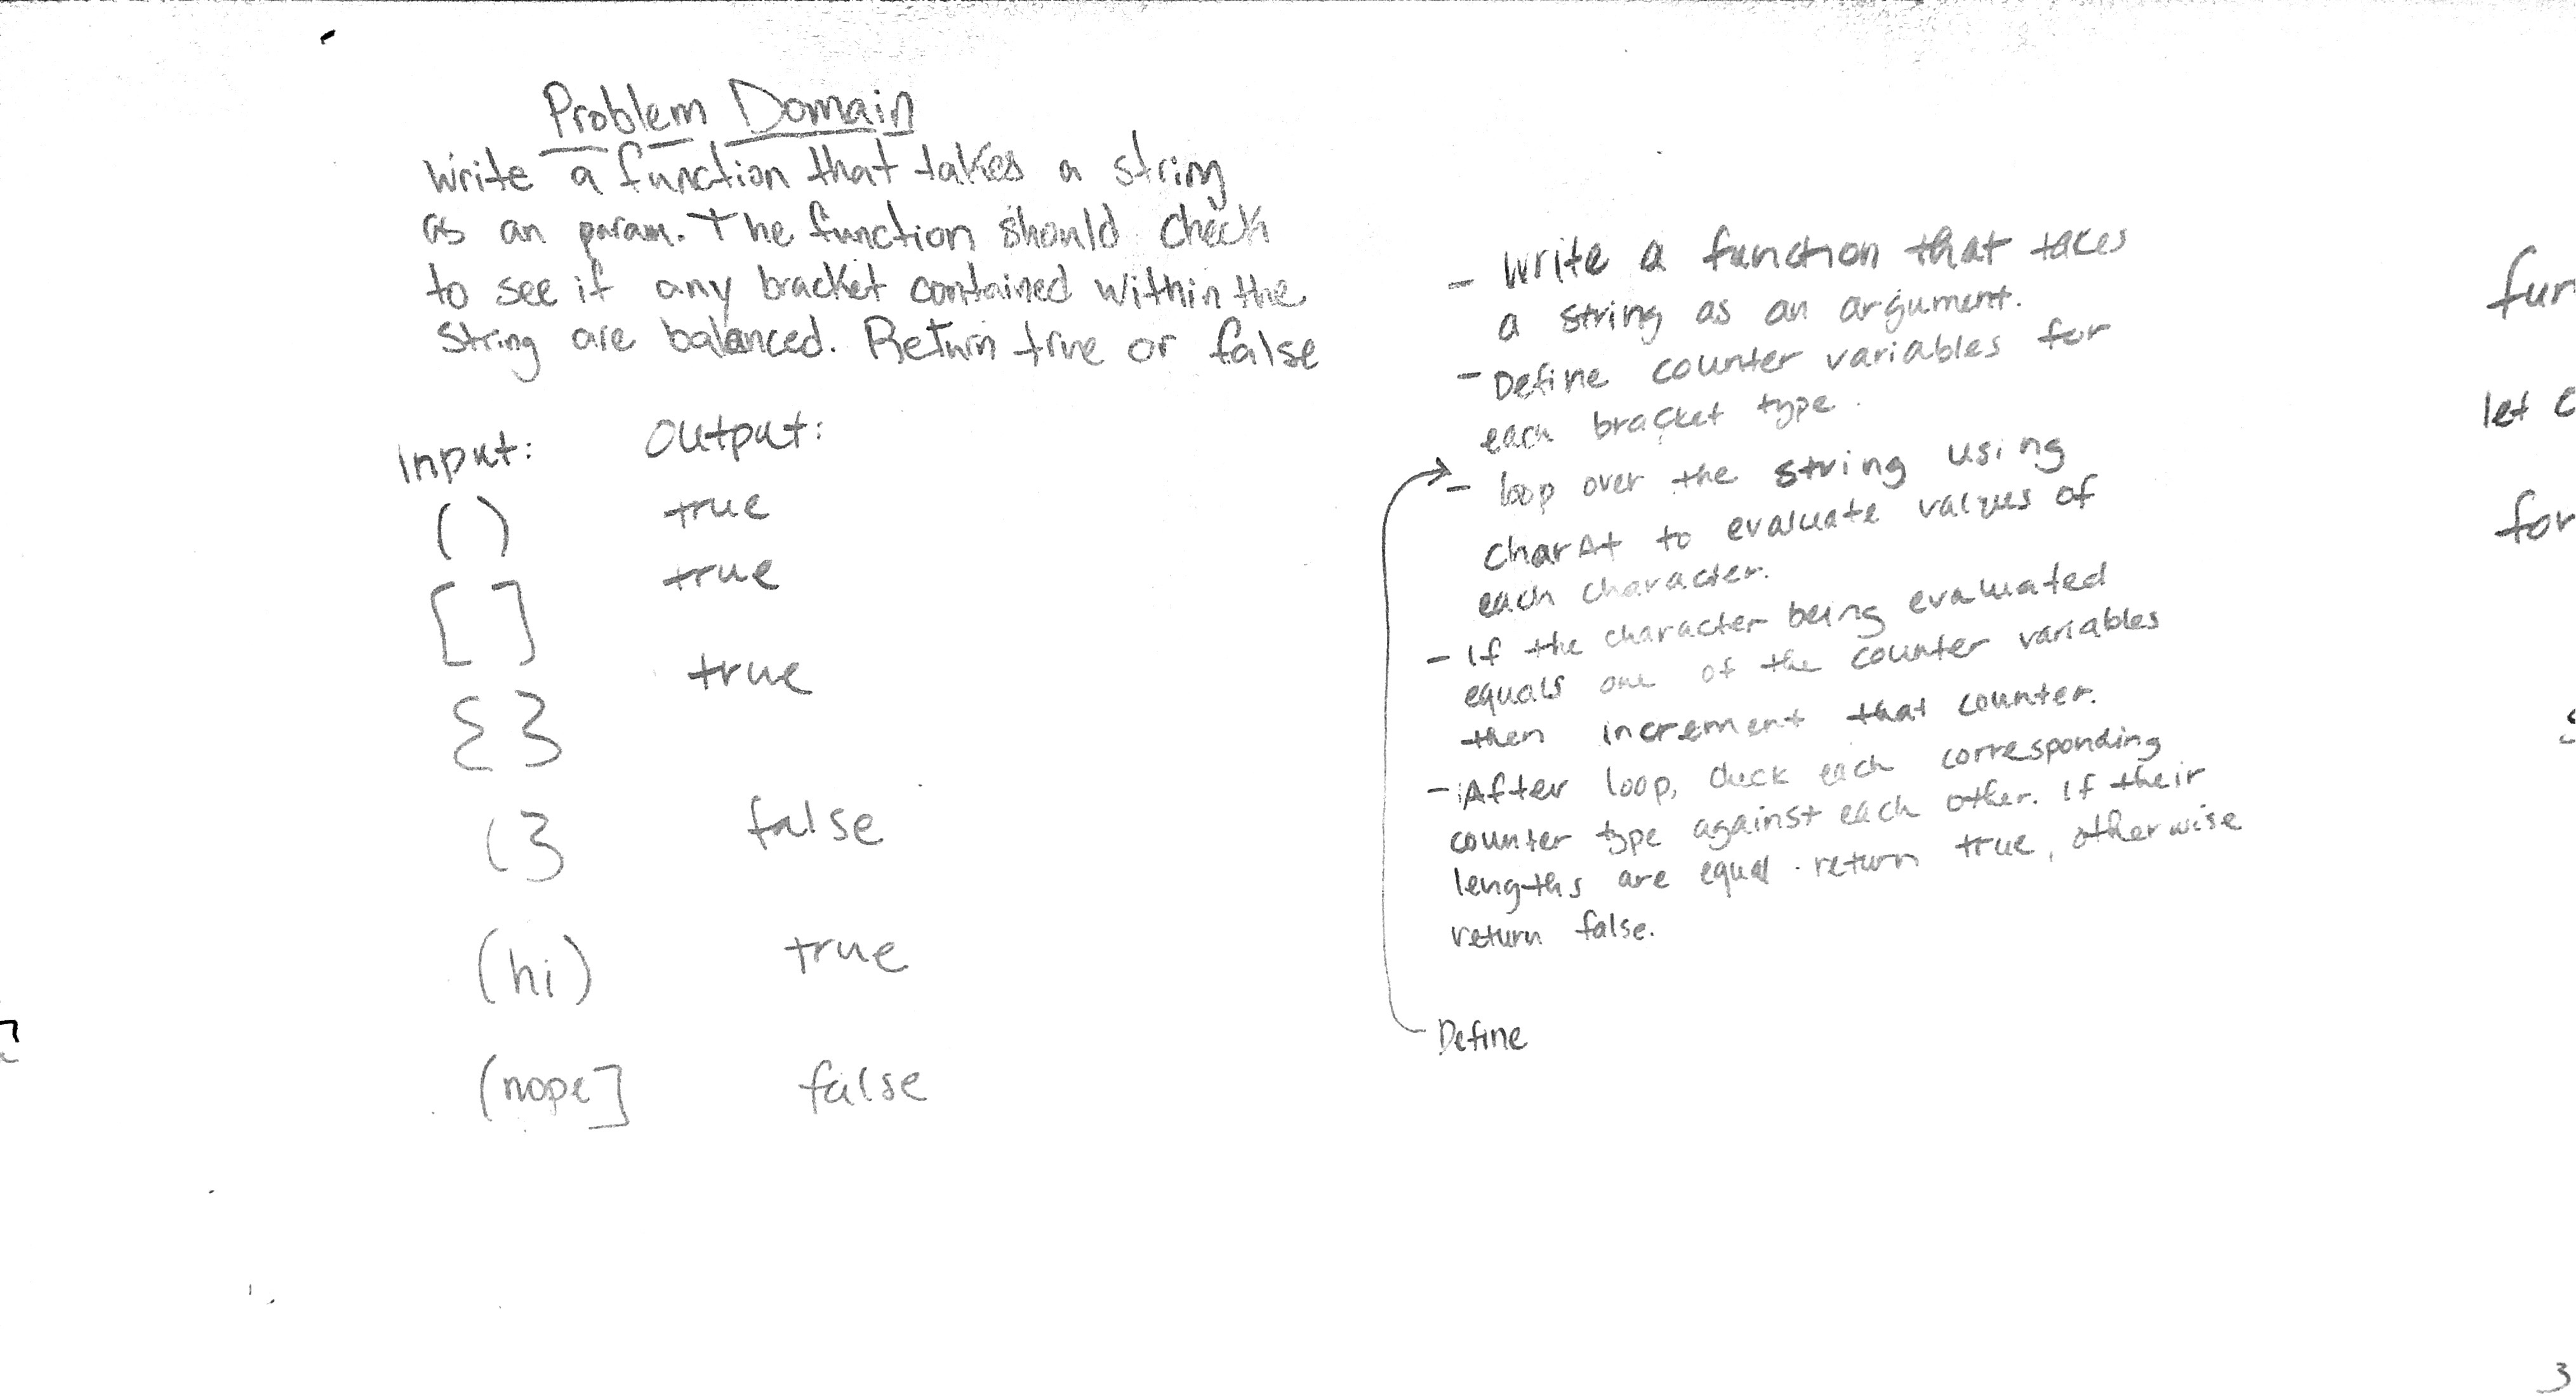 Problem Domain
Write a function that takes a string
as an param. The function should check
to see if any bracket contained within the
string are balanced. Return true or false
Input: Output:
( ) true
[ ] true
{ } true
( } false
(hi) true
(nope] false
- Write a function that takes
a string as an argument.
- Define counter variables for
each bracket type.
- loop over the string using
charAt to evaluate values of
each character.
- If the character being evaluated
equals one of the counter variables
then increment that counter.
- After loop, check each corresponding
counter type against each other. If their
lengths are equal return true, otherwise
return false.
Define
fun
let c
for
3